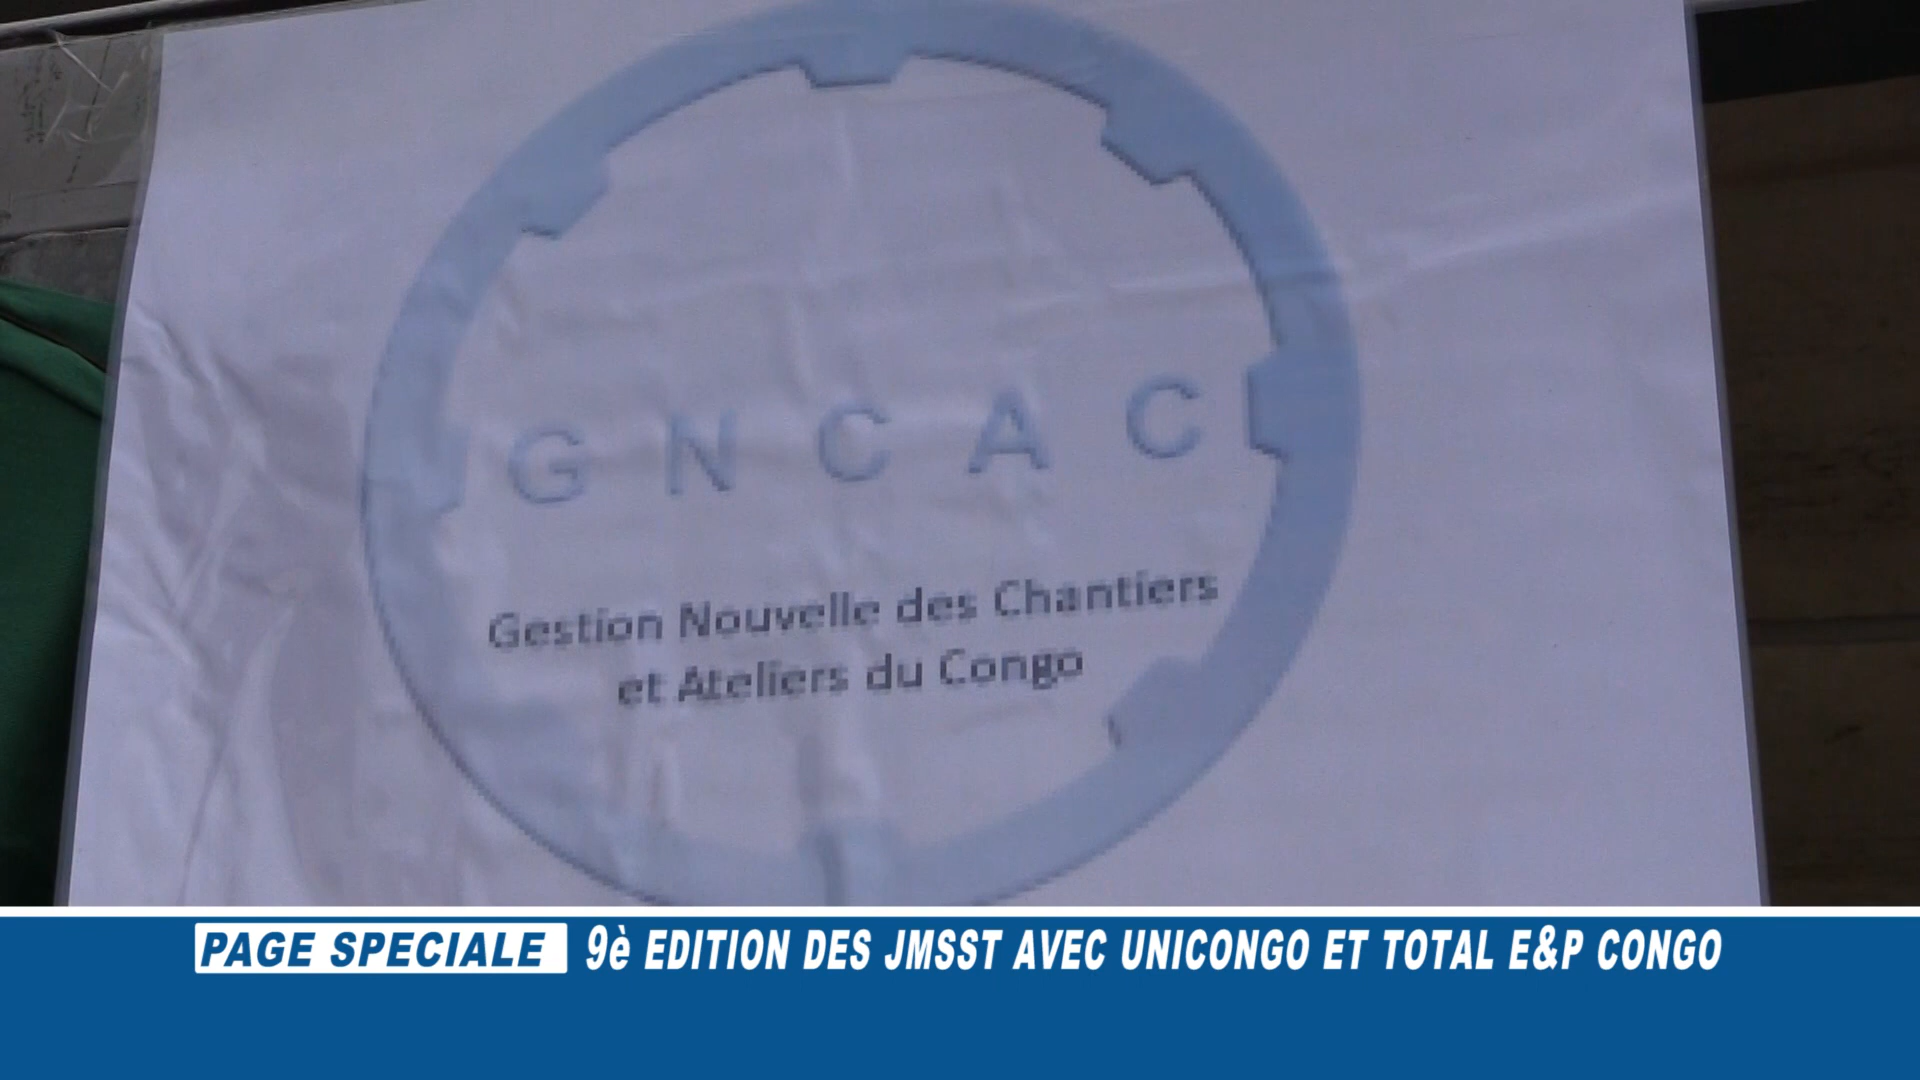 G N C A C
Gestion Nouvelle des Chantiers
et Ateliers du Congo
PAGE SPECIALE 9è EDITION DES JMSST AVEC UNICONGO ET TOTAL E&P CONGO